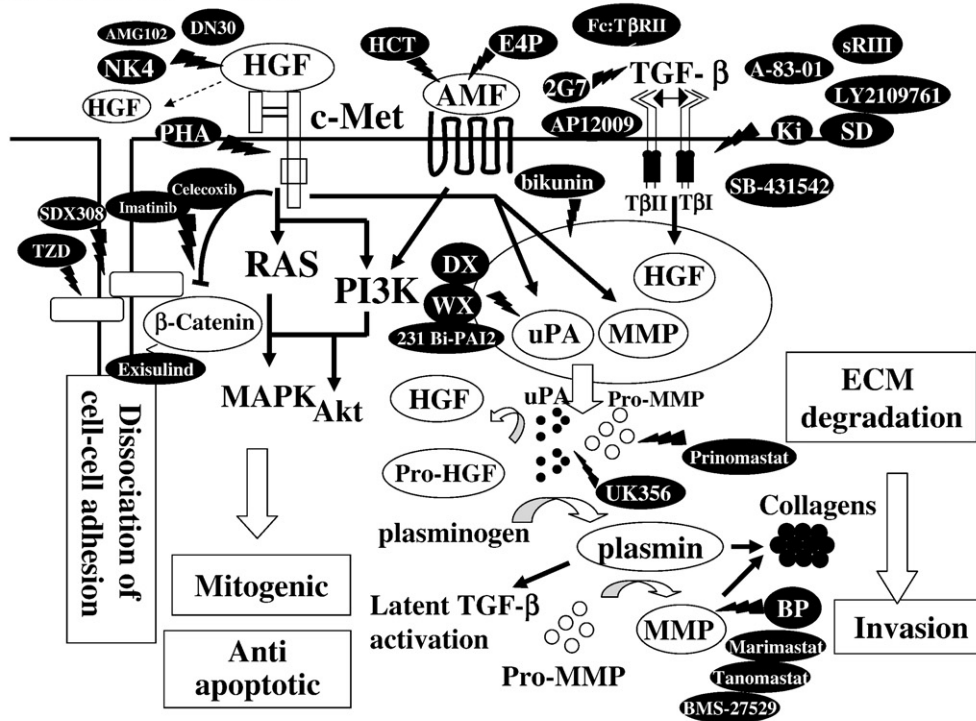 AMG102
DN30
NK4
HGF
HGF
c-Met
PHA
HCT
E4P
AMF
Fc:TβRII
2G7
TGF- β
AP12009
sRIII
A-83-01
LY2109761
Ki
SD
SB-431542
TβII
TβI
bikunin
Celecoxib
Imatinib
SDX308
TZD
RAS
PI3K
β-Catenin
Exisulind
MAPK
Akt
DX
WX
231 Bi-PAI2
HGF
uPA
MMP
Dissociation of
cell-cell adhesion
ECM
degradation
HGF
uPA
Pro-MMP
Prinomastat
Pro-HGF
UK356
plasminogen
plasmin
Collagens
Mitogenic
Latent TGF-β
activation
Pro-MMP
MMP
BP
Marimastat
Tanomastat
BMS-27529
Invasion
Anti
apoptotic